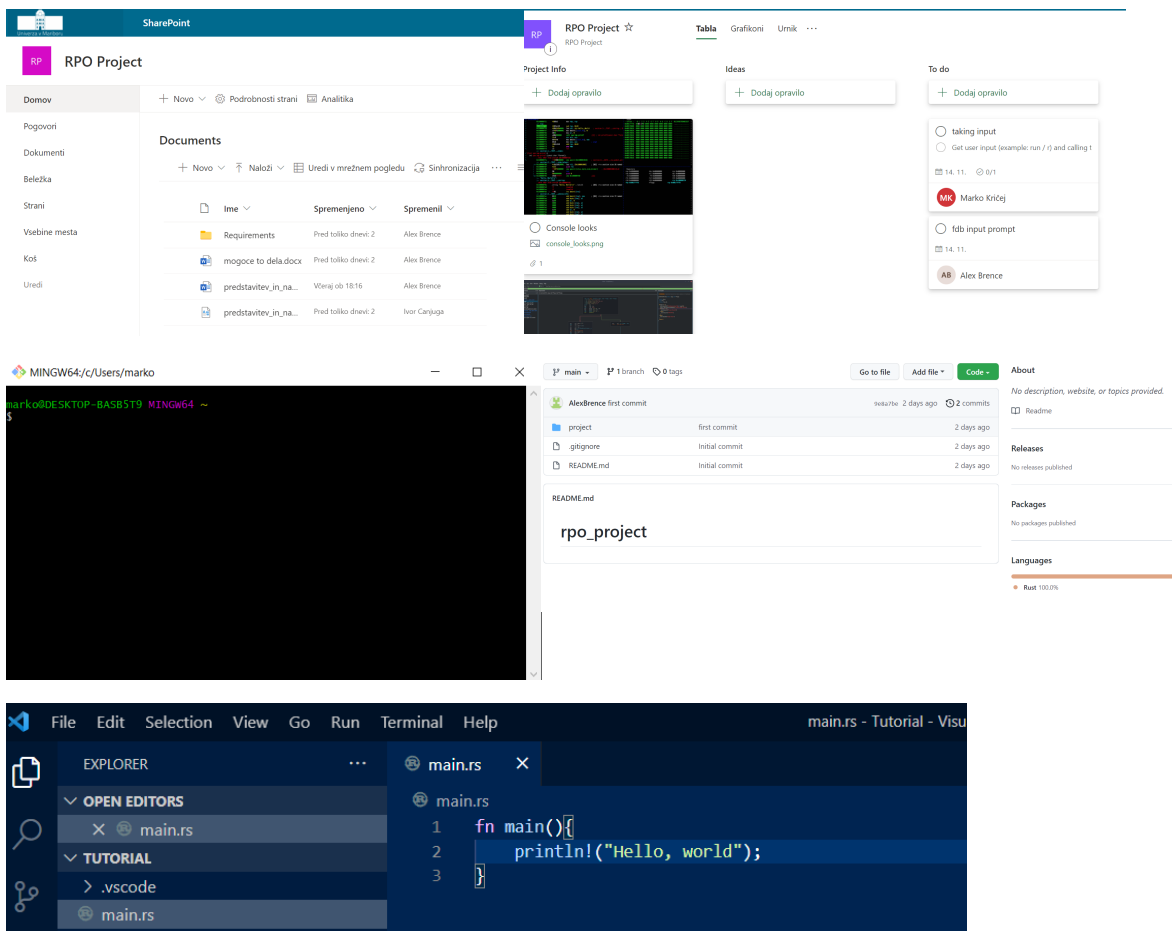 Univerza v Mariboru
SharePoint
RP
RPO Project
Domov
Pogovori
Dokumenti
Beležka
Strani
Vsebine mesta
Koš
Uredi
Novo
Podrobnosti strani
Analitika
Documents
Novo
Naloži
Uredi v mrežnem pogledu
Sinhronizacija
Ime Spremenjeno Spremenil
Requirements Pred toliko dnevi: 2 Alex Brence
mogoce to dela.docx Pred toliko dnevi: 2 Alex Brence
predstavitev_in_na... Včeraj ob 18:16 Alex Brence
predstavitev_in_na... Pred toliko dnevi: 2 Ivor Canjuga
RP
RPO Project
RPO Project
Tabla Grafikoni Urnik
Project Info
Dodaj opravilo
Console looks
console_looks.png
1
Ideas
Dodaj opravilo
To do
Dodaj opravilo
taking input
Get user input (example: run / r) and calling t
14. 11. 0/1
MK Marko Kričej
fdb input prompt
14. 11.
AB Alex Brence
MINGW64:/c/Users/marko
marko@DESKTOP-BASB5T9 MINGW64 ~
$
main 1 branch 0 tags Go to file Add file Code
AlexBrence first commit 2 days ago 2 commits
project first commit 2 days ago
.gitignore Initial commit 2 days ago
README.md Initial commit 2 days ago
README.md
rpo_project
About
No description, website, or topics provided.
Readme
Releases
No releases published
Packages
No packages published
Languages
Rust 100.0%
File Edit Selection View Go Run Terminal Help main.rs - Tutorial - Visu
EXPLORER
OPEN EDITORS
main.rs
TUTORIAL
.vscode
main.rs
main.rs
main.rs
1 fn main(){
2 println!("Hello, world");
3 }